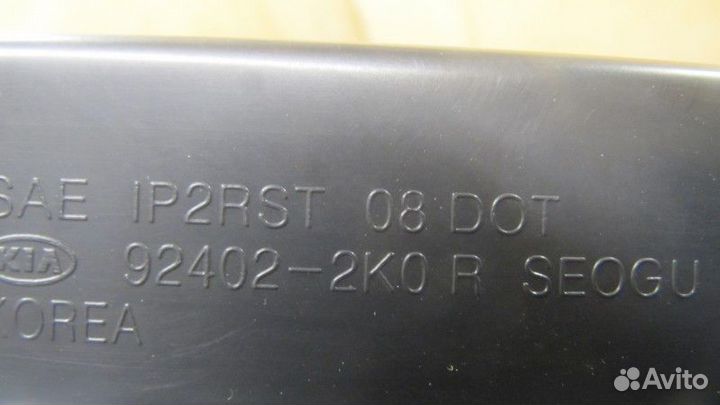 SAE IP2RST 08 DOT
KIA 92402-2K0 R SEOGU
KOREA
Avito